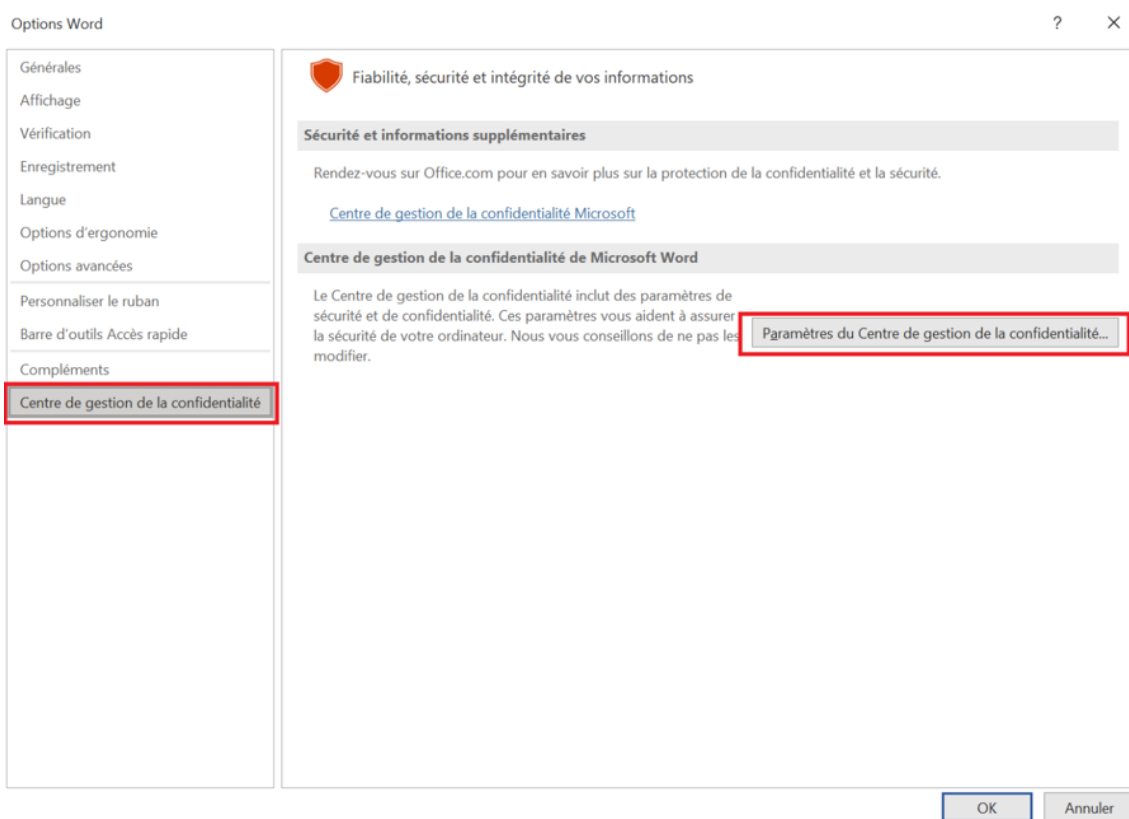 Options Word
?
Générales
Affichage
Vérification
Enregistrement
Langue
Options d'ergonomie
Options avancées
Personnaliser le ruban
Barre d'outils Accès rapide
Compléments
Centre de gestion de la confidentialité
Fiabilité, sécurité et intégrité de vos informations
Sécurité et informations supplémentaires
Rendez-vous sur Office.com pour en savoir plus sur la protection de la confidentialité et la sécurité.
Centre de gestion de la confidentialité Microsoft
Centre de gestion de la confidentialité de Microsoft Word
Le Centre de gestion de la confidentialité inclut des paramètres de
sécurité et de confidentialité. Ces paramètres vous aident à assurer
la sécurité de votre ordinateur. Nous vous conseillons de ne pas les
modifier.
Paramètres du Centre de gestion de la confidentialité...
OK
Annuler